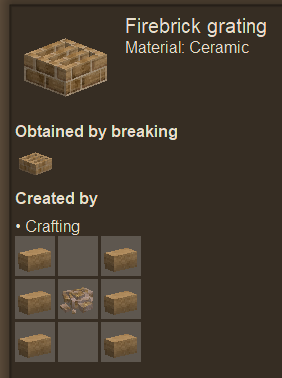 Firebrick grating
Material: Ceramic
Obtained by breaking
Created by
• Crafting